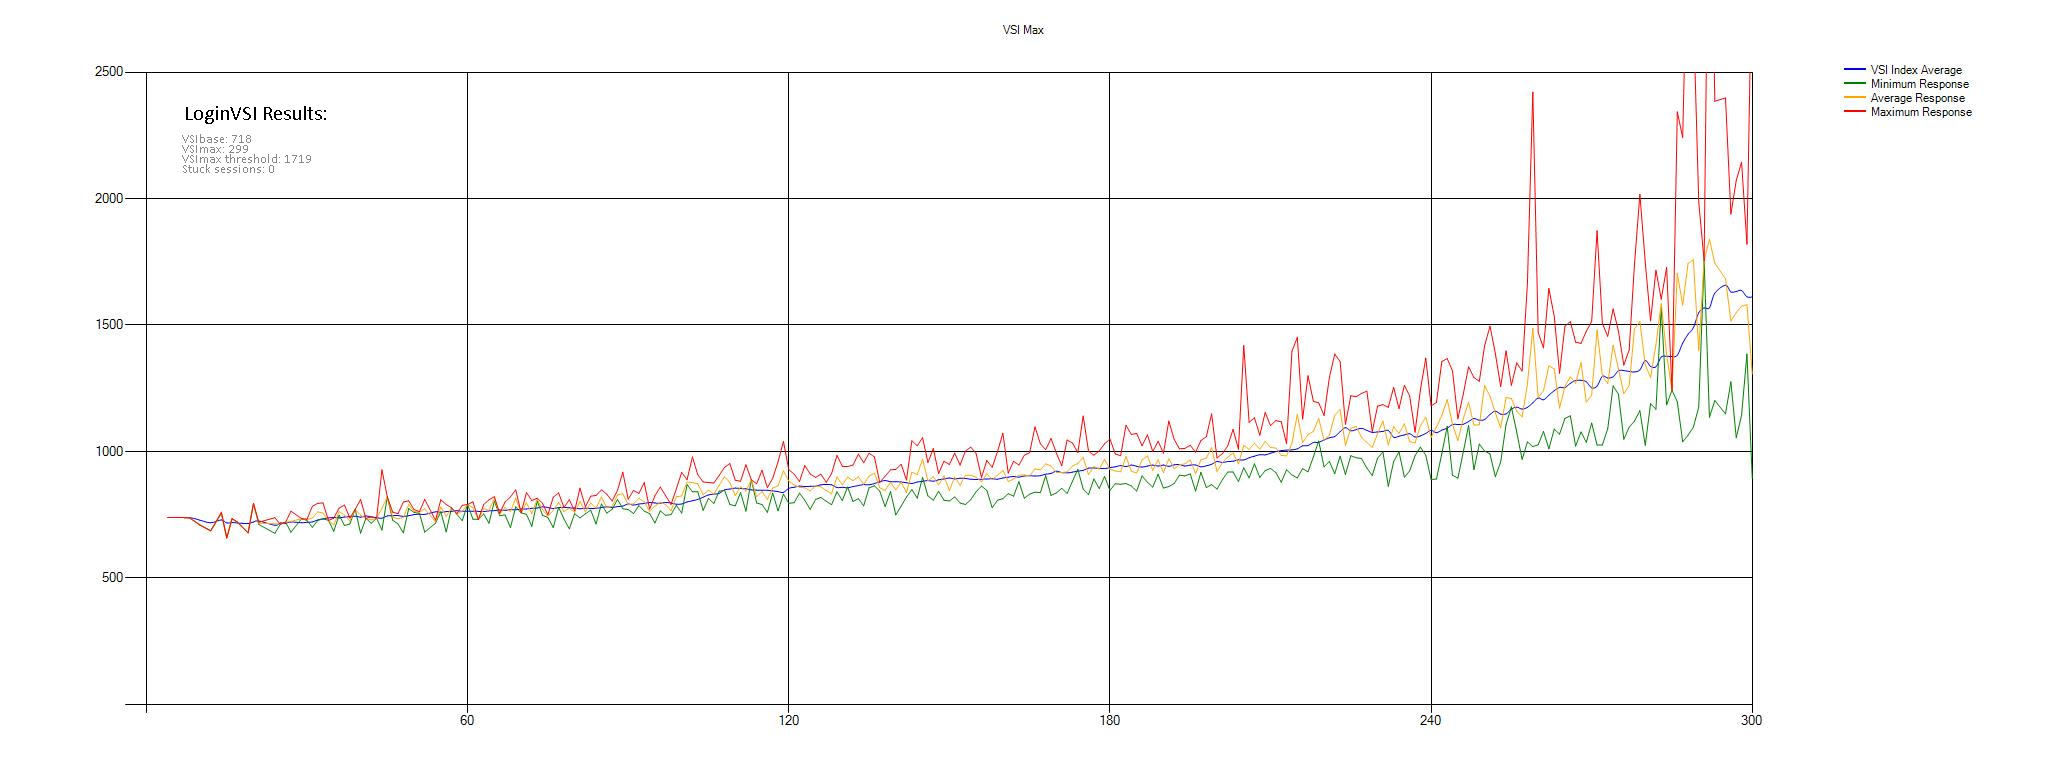 VSI Max
2500
2000
1500
1000
500
60
120
180
240
300
LoginVSI Results:
VSIbase: 718
VSImax: 299
VSImax threshold: 1719
Stuck sessions: 0
VSI Index Average
Minimum Response
Average Response
Maximum Response